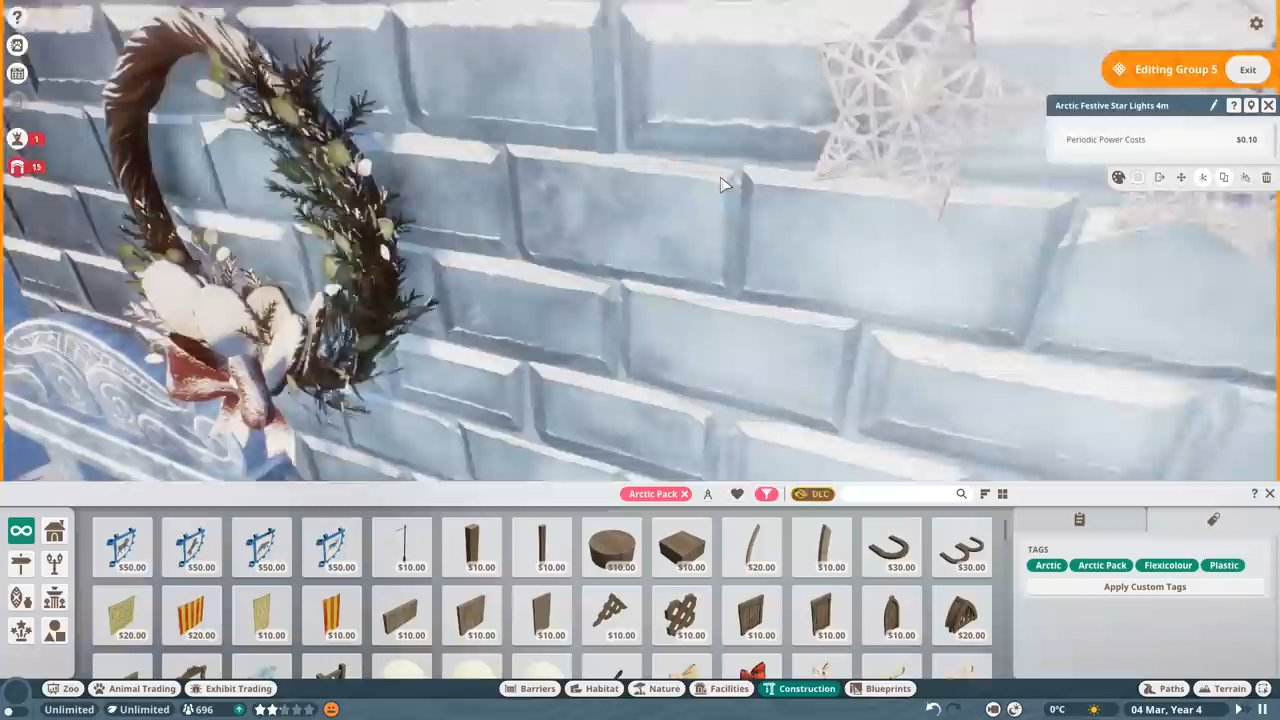 ?
Editing Group 5
Exit
Arctic Festive Star Lights 4m
?
Periodic Power Costs
$0.10
1
15
Arctic Pack
DLC
?
$50.00 $50.00 $50.00 $50.00 $10.00 $10.00 $10.00 $10.00 $10.00 $20.00 $10.00 $30.00 $30.00
$20.00 $20.00 $10.00 $10.00 $10.00 $10.00 $10.00 $10.00 $10.00 $10.00 $10.00 $10.00 $20.00
TAGS
Arctic Arctic Pack Flexicolour Plastic
Apply Custom Tags
Zoo Animal Trading Exhibit Trading Barriers Habitat Nature Facilities Construction Blueprints Paths Terrain
Unlimited Unlimited 696 0°C 04 Mar, Year 4